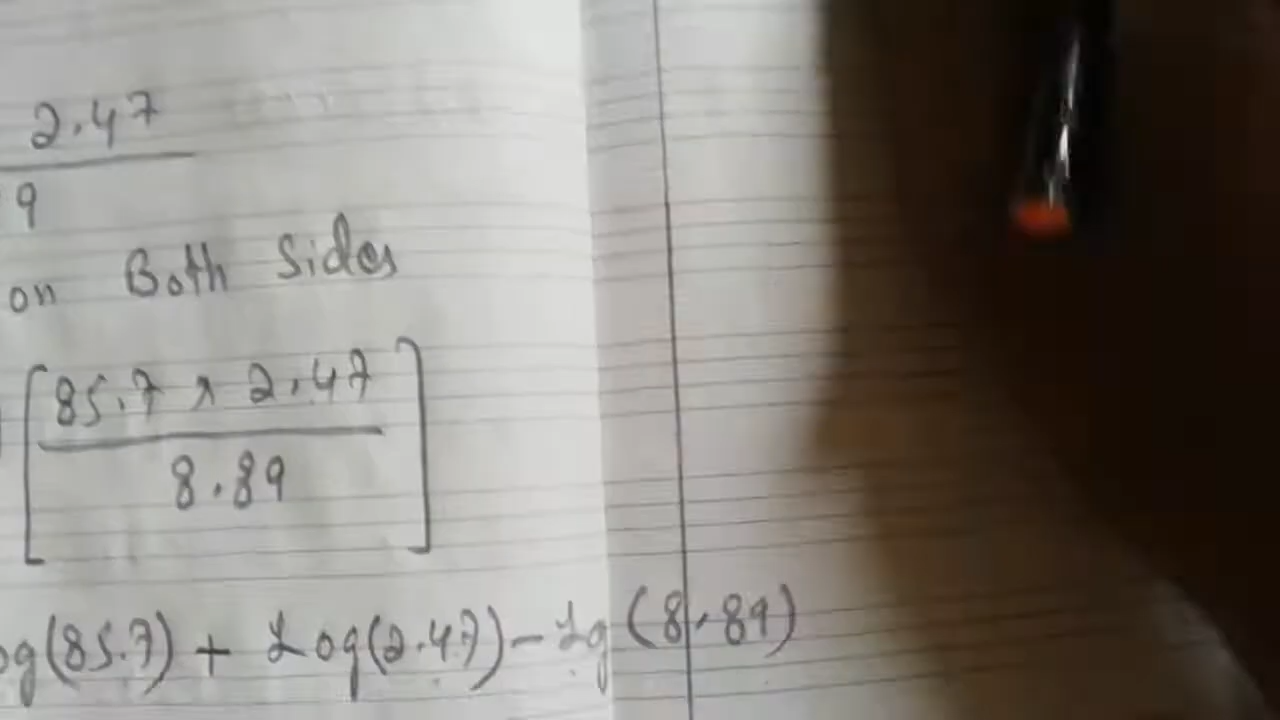 2.47
9
on Both Sides
[85.7 x 2.47
8.89]
og(85.7) + Log(2.47) - Lg(8.89)